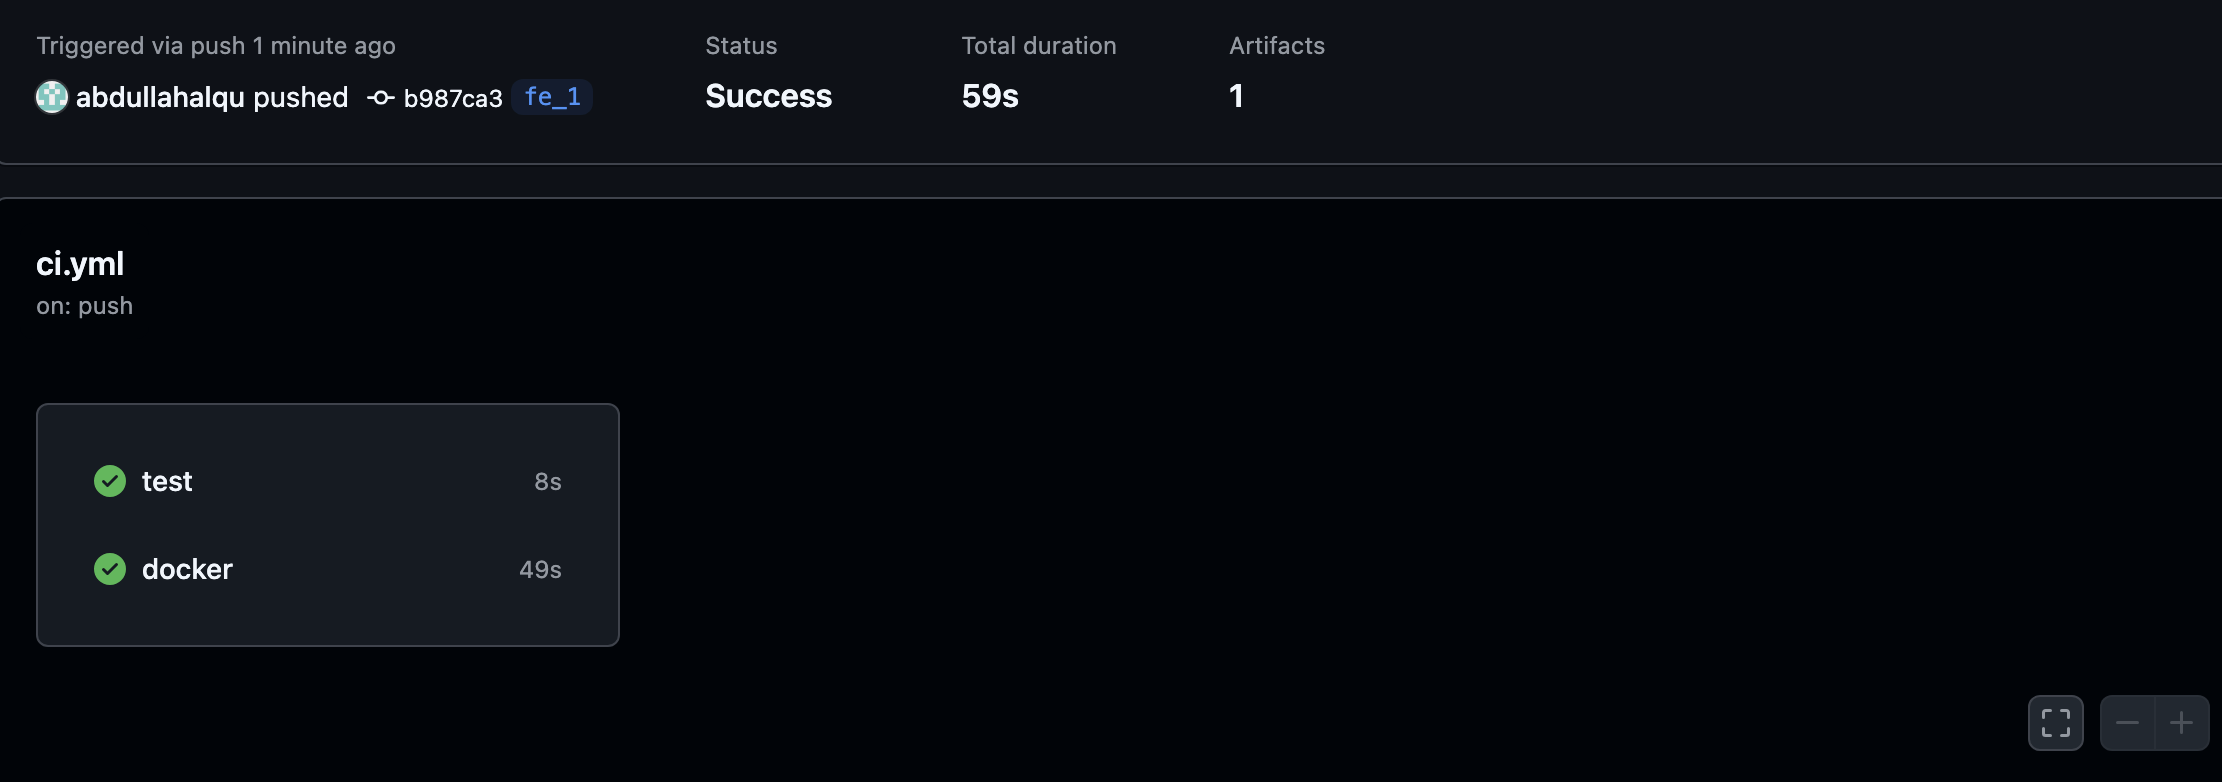 Triggered via push 1 minute ago
abdullahalqu pushed b987ca3 fe_1
Status
Success
Total duration
59s
Artifacts
1
ci.yml
on: push
test 8s
docker 49s